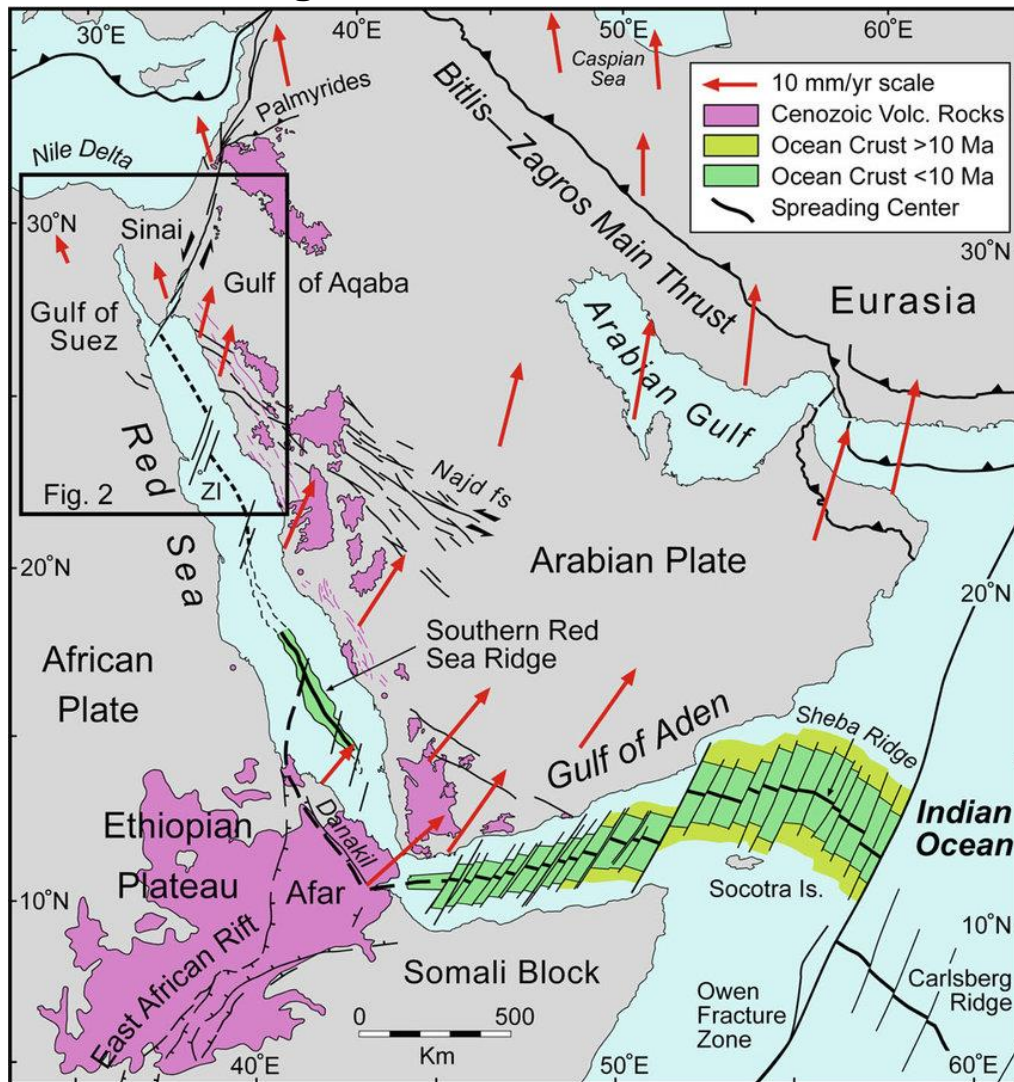 30°E
40°E
50°E
60°E
Caspian
Sea
10 mm/yr scale
Cenozoic Volc. Rocks
Ocean Crust >10 Ma
Ocean Crust <10 Ma
Spreading Center
Palmyrides
Bitlis—Zagros Main Thrust
Nile Delta
30°N
Sinai
30°N
Gulf of Aqaba
Eurasia
Gulf of
Suez
Arabian Gulf
Red Sea
Najd fs
ZI
Fig. 2
20°N
Arabian Plate
20°N
Southern Red
Sea Ridge
African
Plate
Gulf of Aden
Sheba Ridge
Danakil
Indian
Ocean
Ethiopian
Plateau
Afar
Socotra Is.
10°N
10°N
East African Rift
Somali Block
Owen
Fracture
Zone
Carlsberg
Ridge
0 500
Km
40°E
50°E
60°E